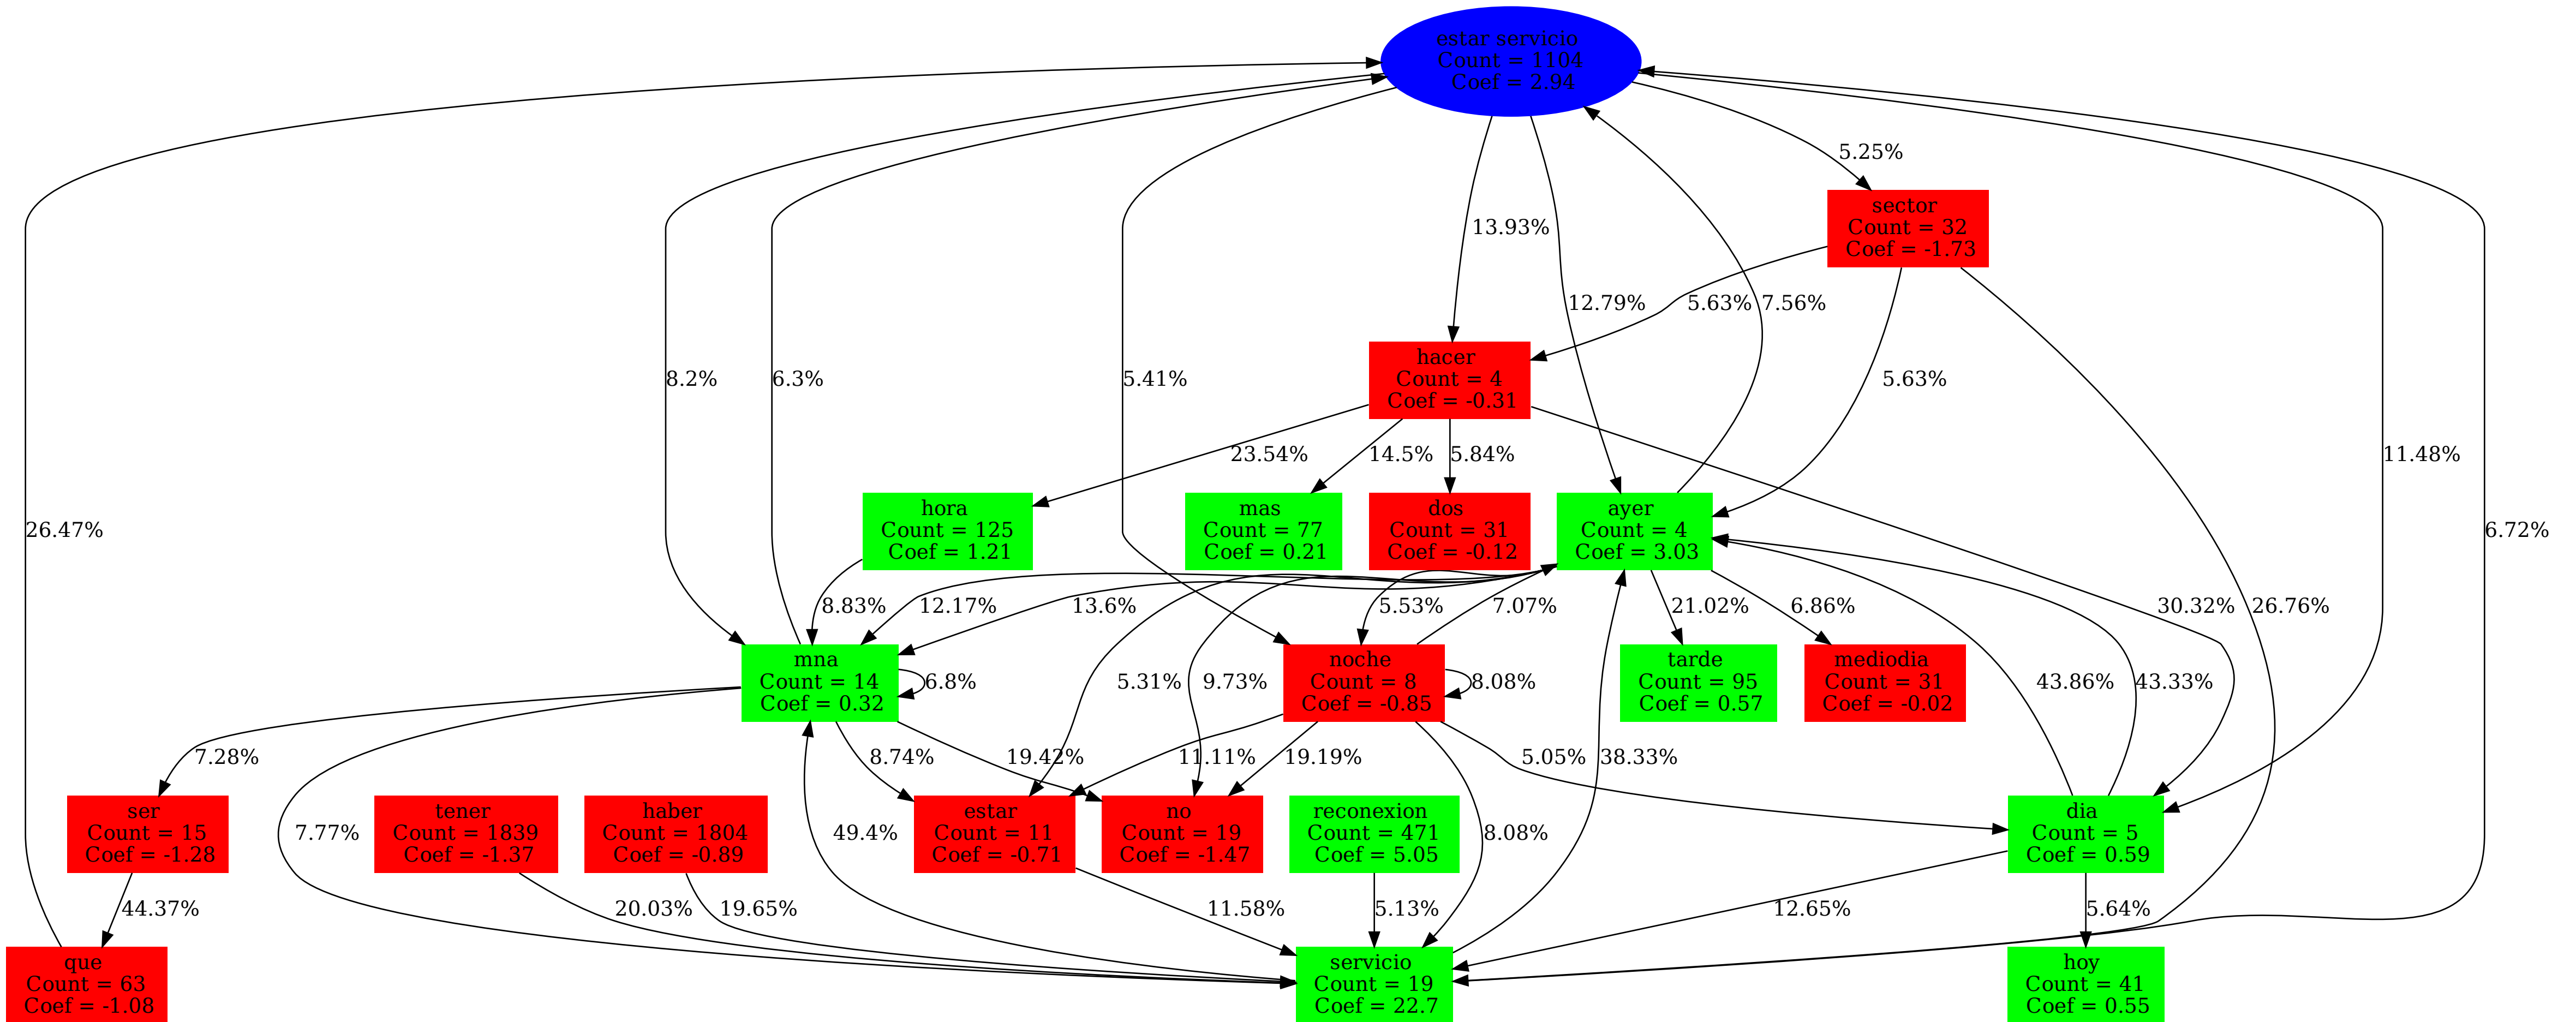 estar servicio
Count = 1104
Coef = 2.94
5.25%
sector
Count = 32
Coef = -1.73
13.93%
12.79%
5.63%
7.56%
hacer
Count = 4
Coef = -0.31
8.2%
6.3%
5.41%
5.63%
23.54%
14.5%
5.84%
11.48%
hora
Count = 125
Coef = 1.21
mas
Count = 77
Coef = 0.21
dos
Count = 31
Coef = -0.12
ayer
Count = 4
Coef = 3.03
26.47%
6.72%
8.83%
12.17%
13.6%
5.53%
7.07%
21.02%
6.86%
30.32%
26.76%
mna
Count = 14
Coef = 0.32
6.8%
5.31%
9.73%
noche
Count = 8
Coef = -0.85
8.08%
tarde
Count = 95
Coef = 0.57
mediodia
Count = 31
Coef = -0.02
43.86%
43.33%
7.28%
8.74%
19.42%
11.11%
19.19%
5.05%
38.33%
ser
Count = 15
Coef = -1.28
7.77%
tener
Count = 1839
Coef = -1.37
haber
Count = 1804
Coef = -0.89
49.4%
estar
Count = 11
Coef = -0.71
no
Count = 19
Coef = -1.47
reconexion
Count = 471
Coef = 5.05
8.08%
dia
Count = 5
Coef = 0.59
44.37%
20.03%
19.65%
11.58%
5.13%
12.65%
5.64%
que
Count = 63
Coef = -1.08
servicio
Count = 19
Coef = 22.7
hoy
Count = 41
Coef = 0.55